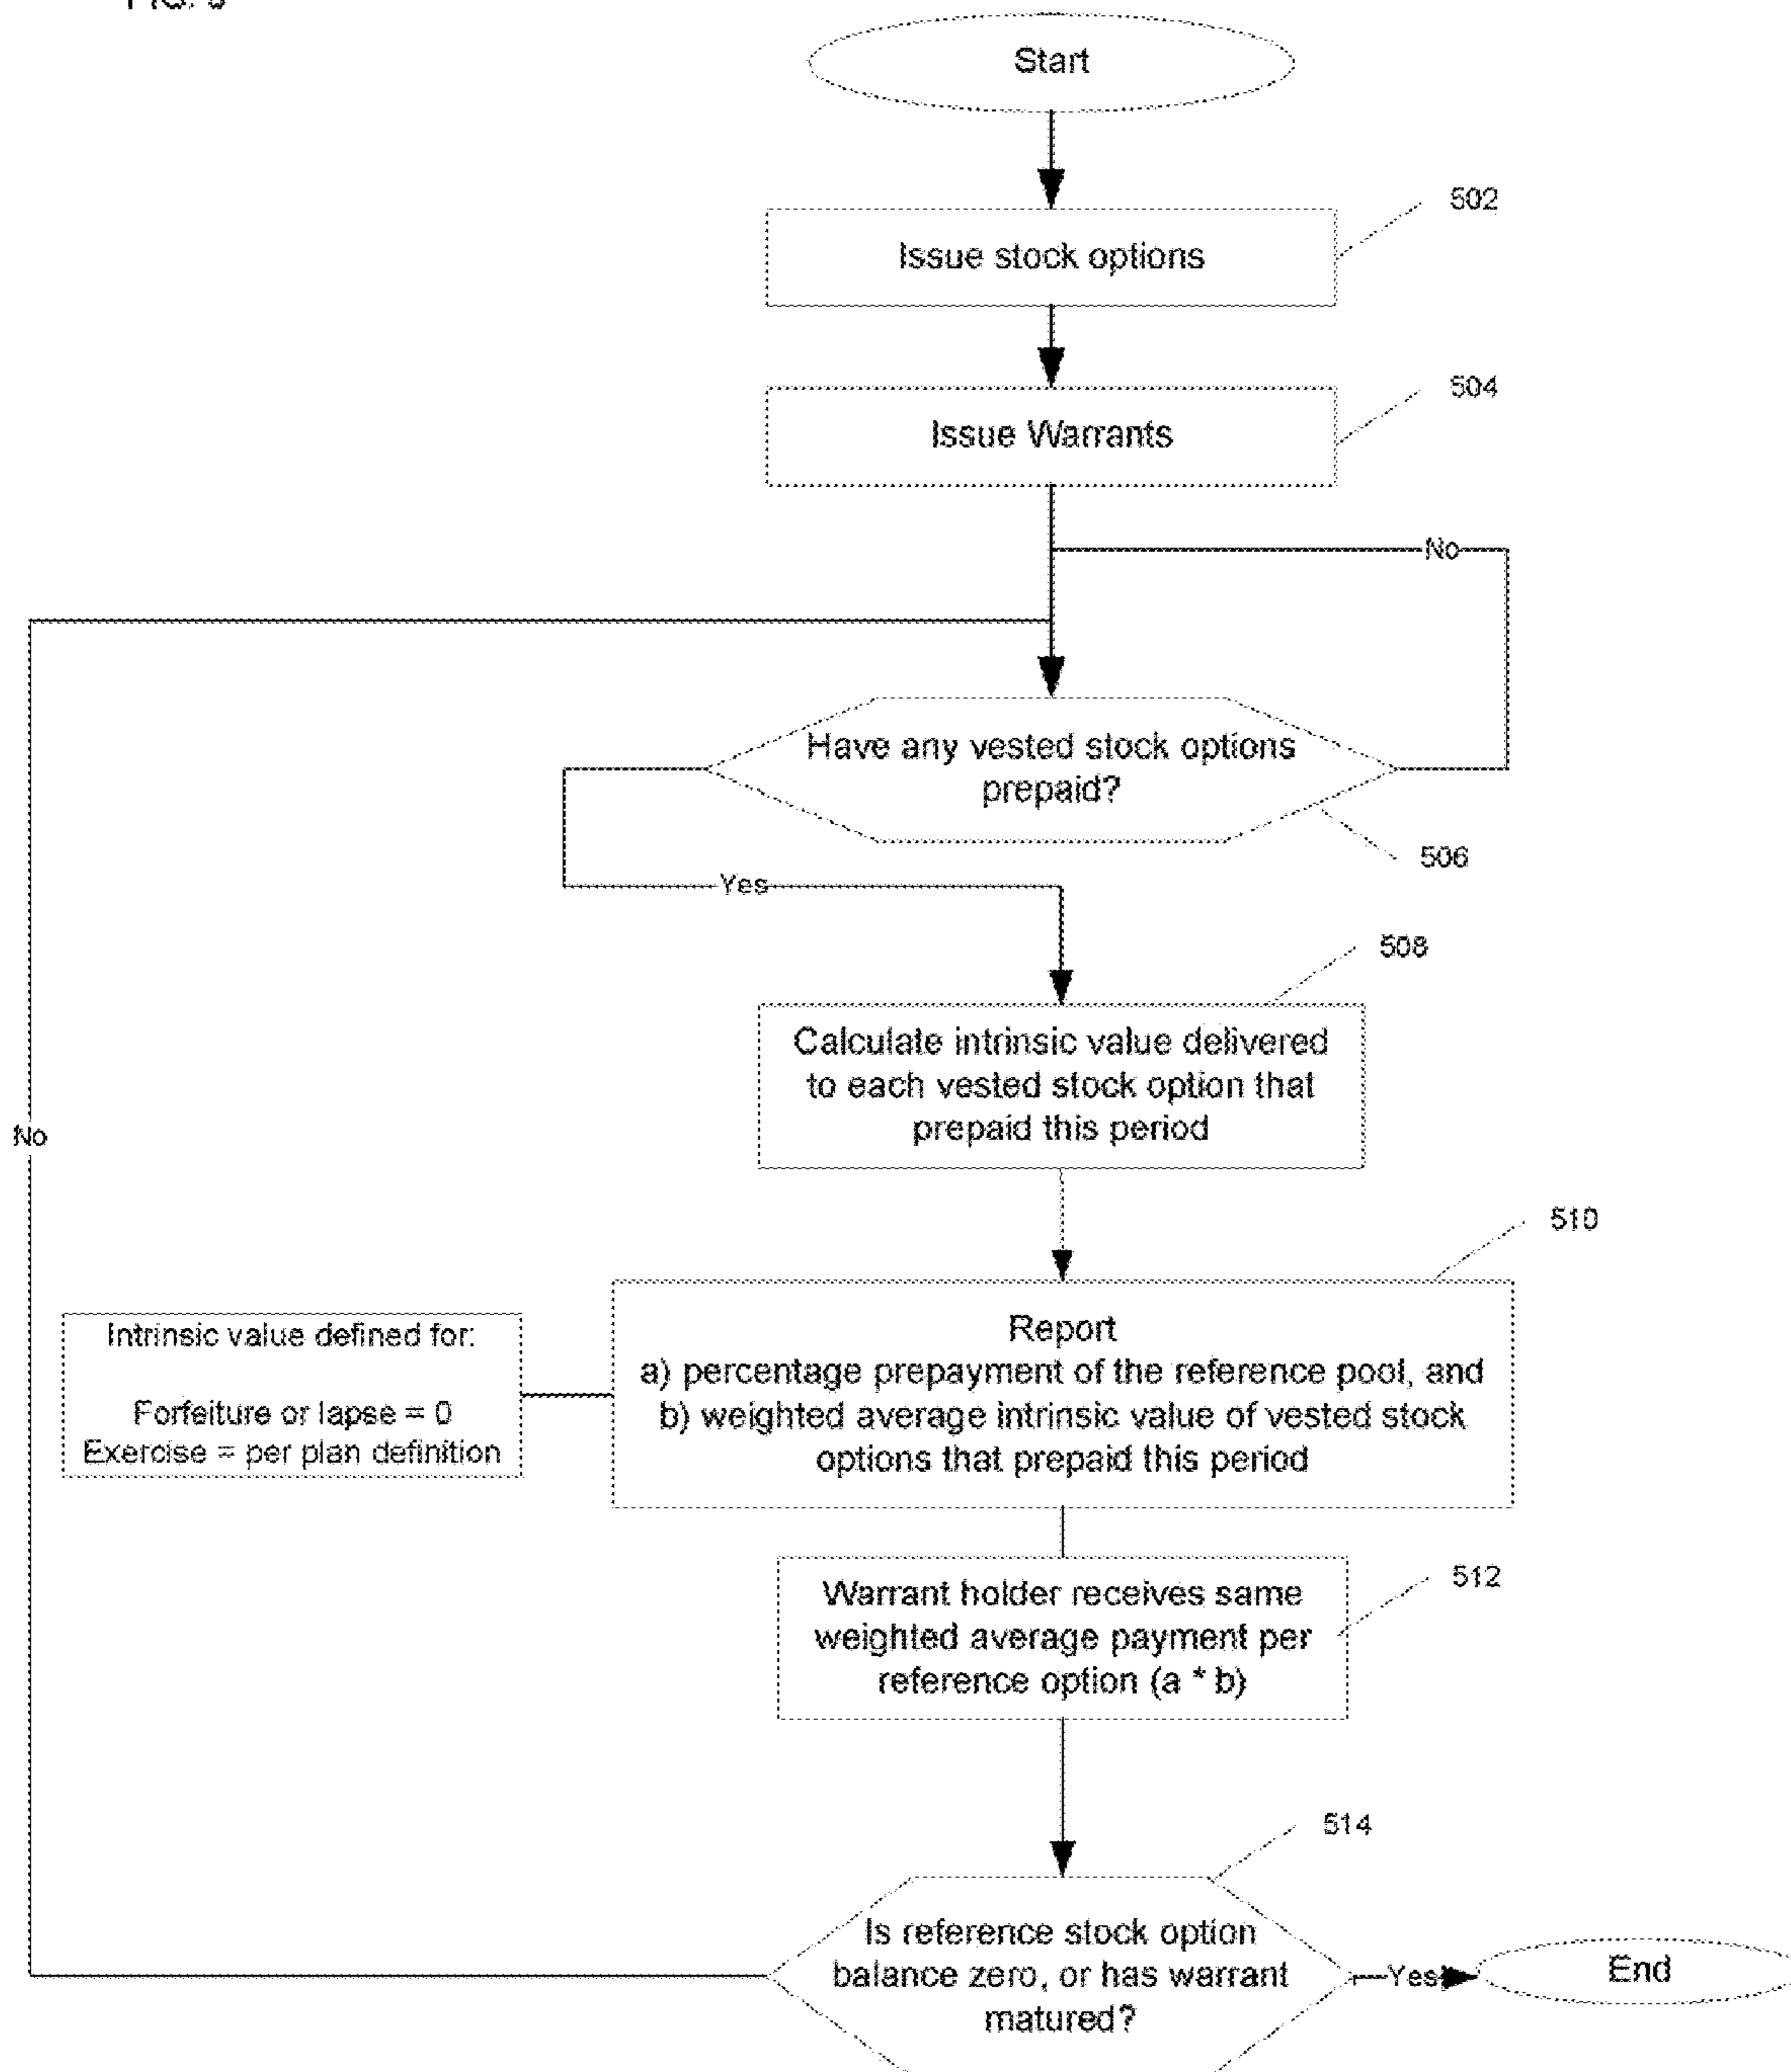 Start
502
Issue stock options
504
Issue Warrants
No
Have any vested stock options
prepaid?
506
Yes
508
Calculate intrinsic value delivered
to each vested stock option that
prepaid this period
No
510
Intrinsic value defined for:
Forfeiture or lapse = 0
Exercise = per plan definition
Report
a) percentage prepayment of the reference pool, and
b) weighted average intrinsic value of vested stock
options that prepaid this period
512
Warrant holder receives same
weighted average payment per
reference option (a * b)
514
Is reference stock option
balance zero, or has warrant
matured?
Yes
End